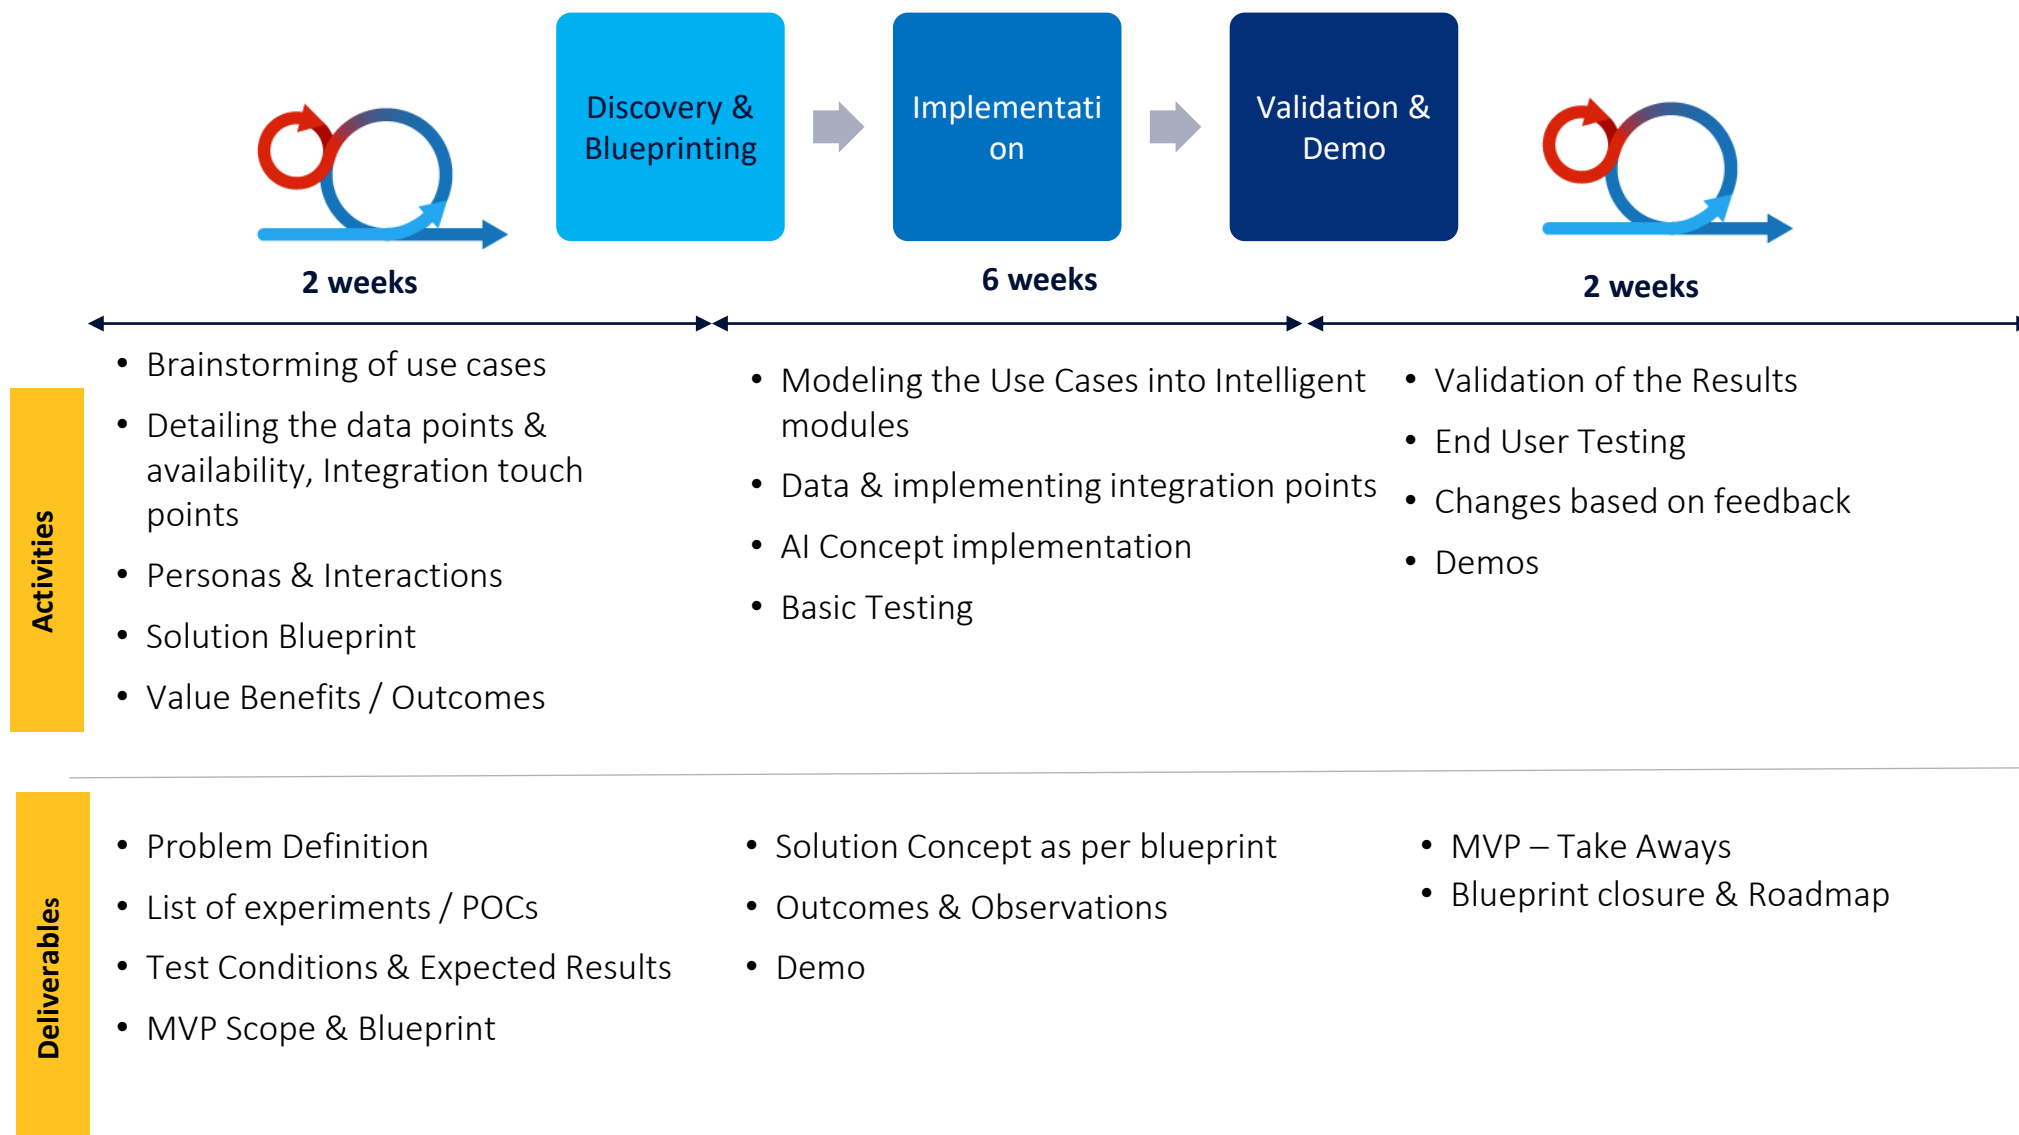 Discovery &
Blueprinting
Implementati
on
Validation &
Demo
2 weeks
6 weeks
2 weeks
Activities
• Brainstorming of use cases
• Detailing the data points &
availability, Integration touch
points
• Personas & Interactions
• Solution Blueprint
• Value Benefits / Outcomes
• Modeling the Use Cases into Intelligent
modules
• Data & implementing integration points
• AI Concept implementation
• Basic Testing
• Validation of the Results
• End User Testing
• Changes based on feedback
• Demos
Deliverables
• Problem Definition
• List of experiments / POCs
• Test Conditions & Expected Results
• MVP Scope & Blueprint
• Solution Concept as per blueprint
• Outcomes & Observations
• Demo
• MVP – Take Aways
• Blueprint closure & Roadmap